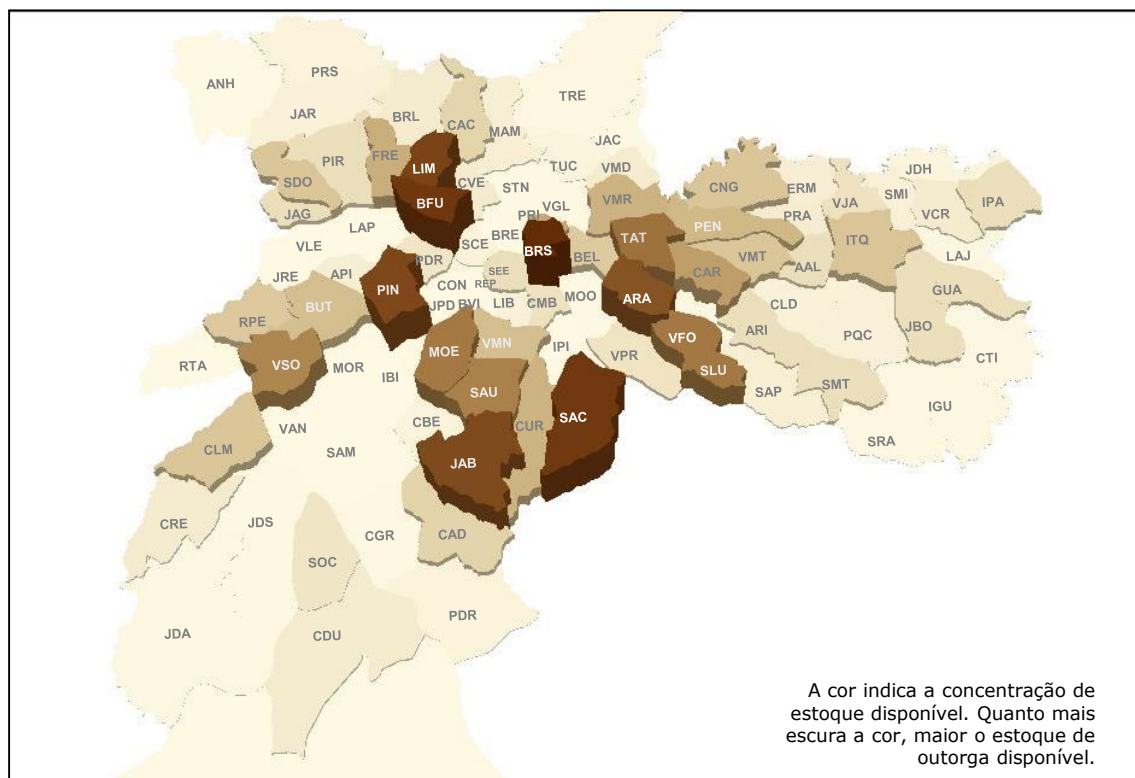 PRS
ANH
TRE
JAR
BRL
CAC
MAM
JAC
PIR
FRE
LIM
TUC
VMD
JDH
SDO
CVE
STN
CNG
ERM
SMI
BFU
VMR
VJA
IPA
JAG
VGL
PRI
PRA
VCR
LAP
PEN
BRE
TAT
ITQ
VLE
SCE
BRS
BEL
VMT
LAJ
PDR
SEE
CAR
AAL
JRE
API
CON
REP
PIN
GUA
BUT
JPD
BVI
LIB
CMB
MOO
ARA
CLD
RPE
ARI
JBO
VMN
IPI
VFO
PQC
MOE
VPR
CTI
RTA
VSO
MOR
IBI
SLU
SAU
SMT
SAP
IGU
CBE
CUR
SAC
VAN
SRA
CLM
SAM
JAB
CRE
JDS
CGR
CAD
SOC
PDR
JDA
CDU
A cor indica a concentração de
estoque disponível. Quanto mais
escura a cor, maior o estoque de
outorga disponível.